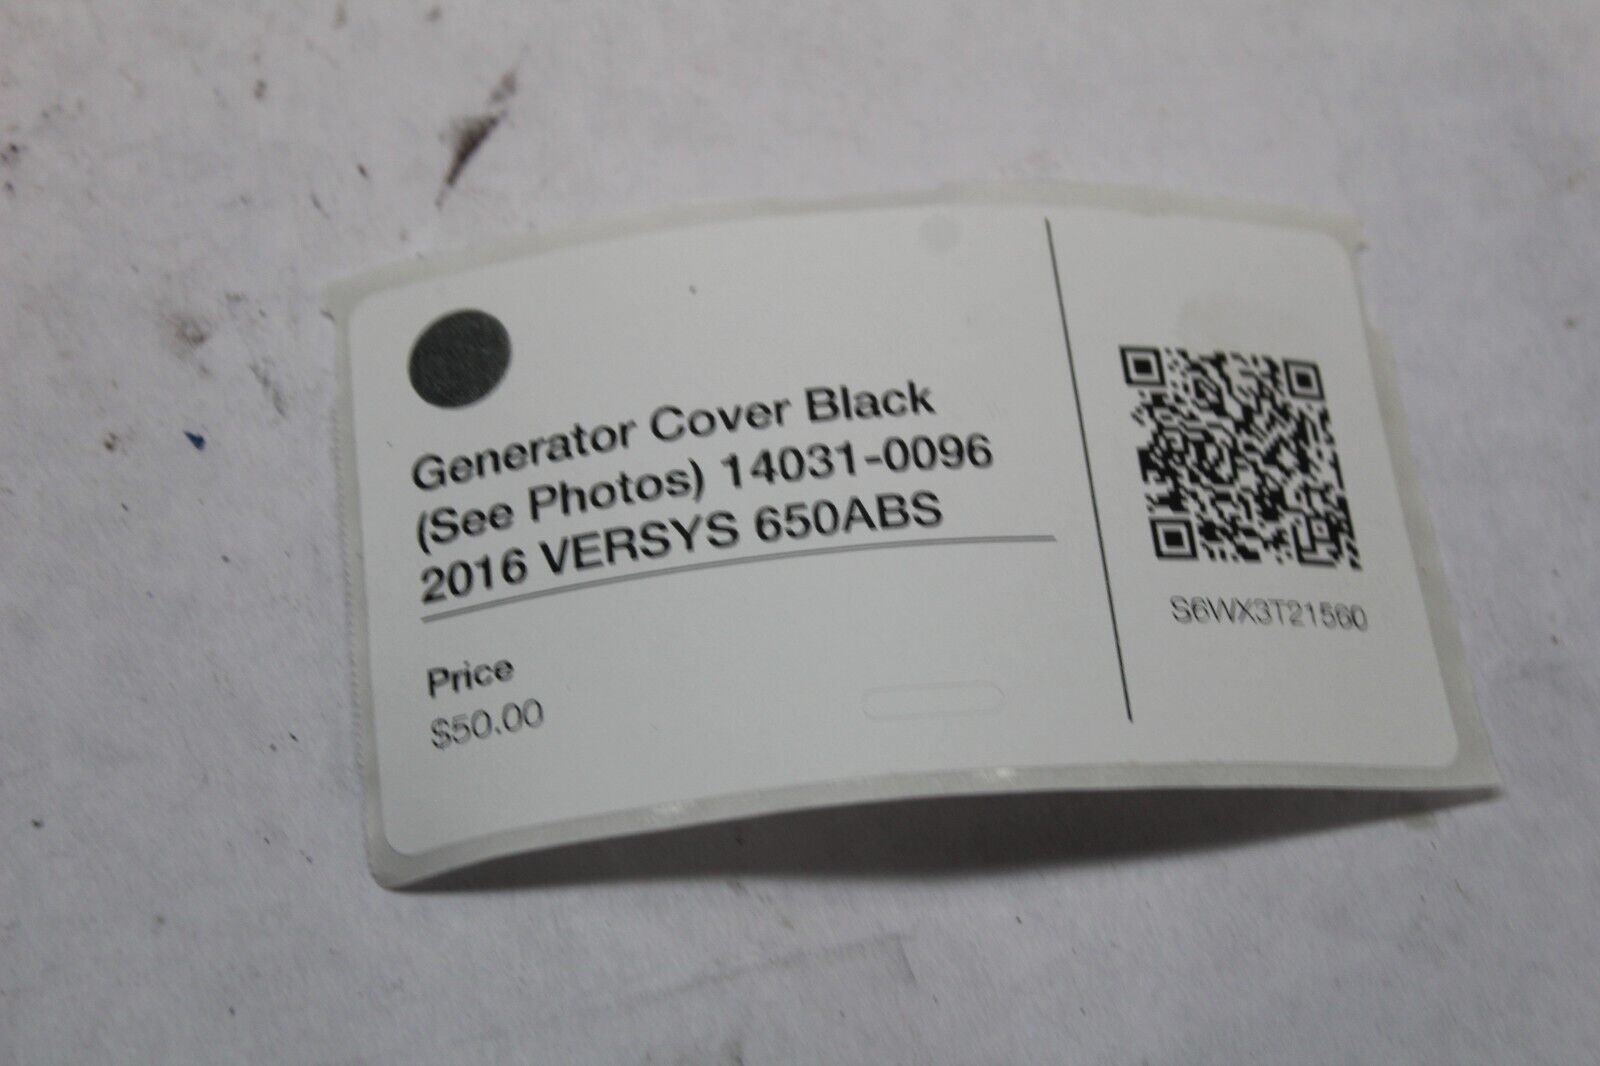 Generator Cover Black
(See Photos) 14031-0096
2016 VERSYS 650ABS
Price
$50.00
S6WX3T21560